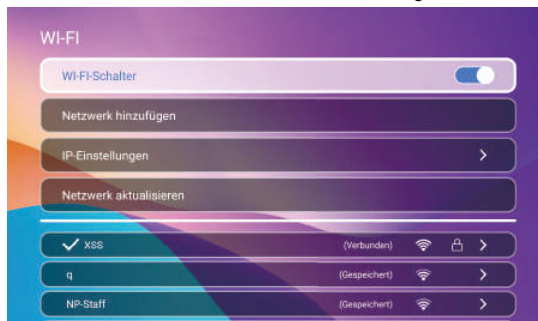 WI-FI
WI-FI-Schalter
Netzwerk hinzufügen
IP-Einstellungen
Netzwerk aktualisieren
XSS (Verbunden)
q (Gespeichert)
NP-Staff (Gespeichert)